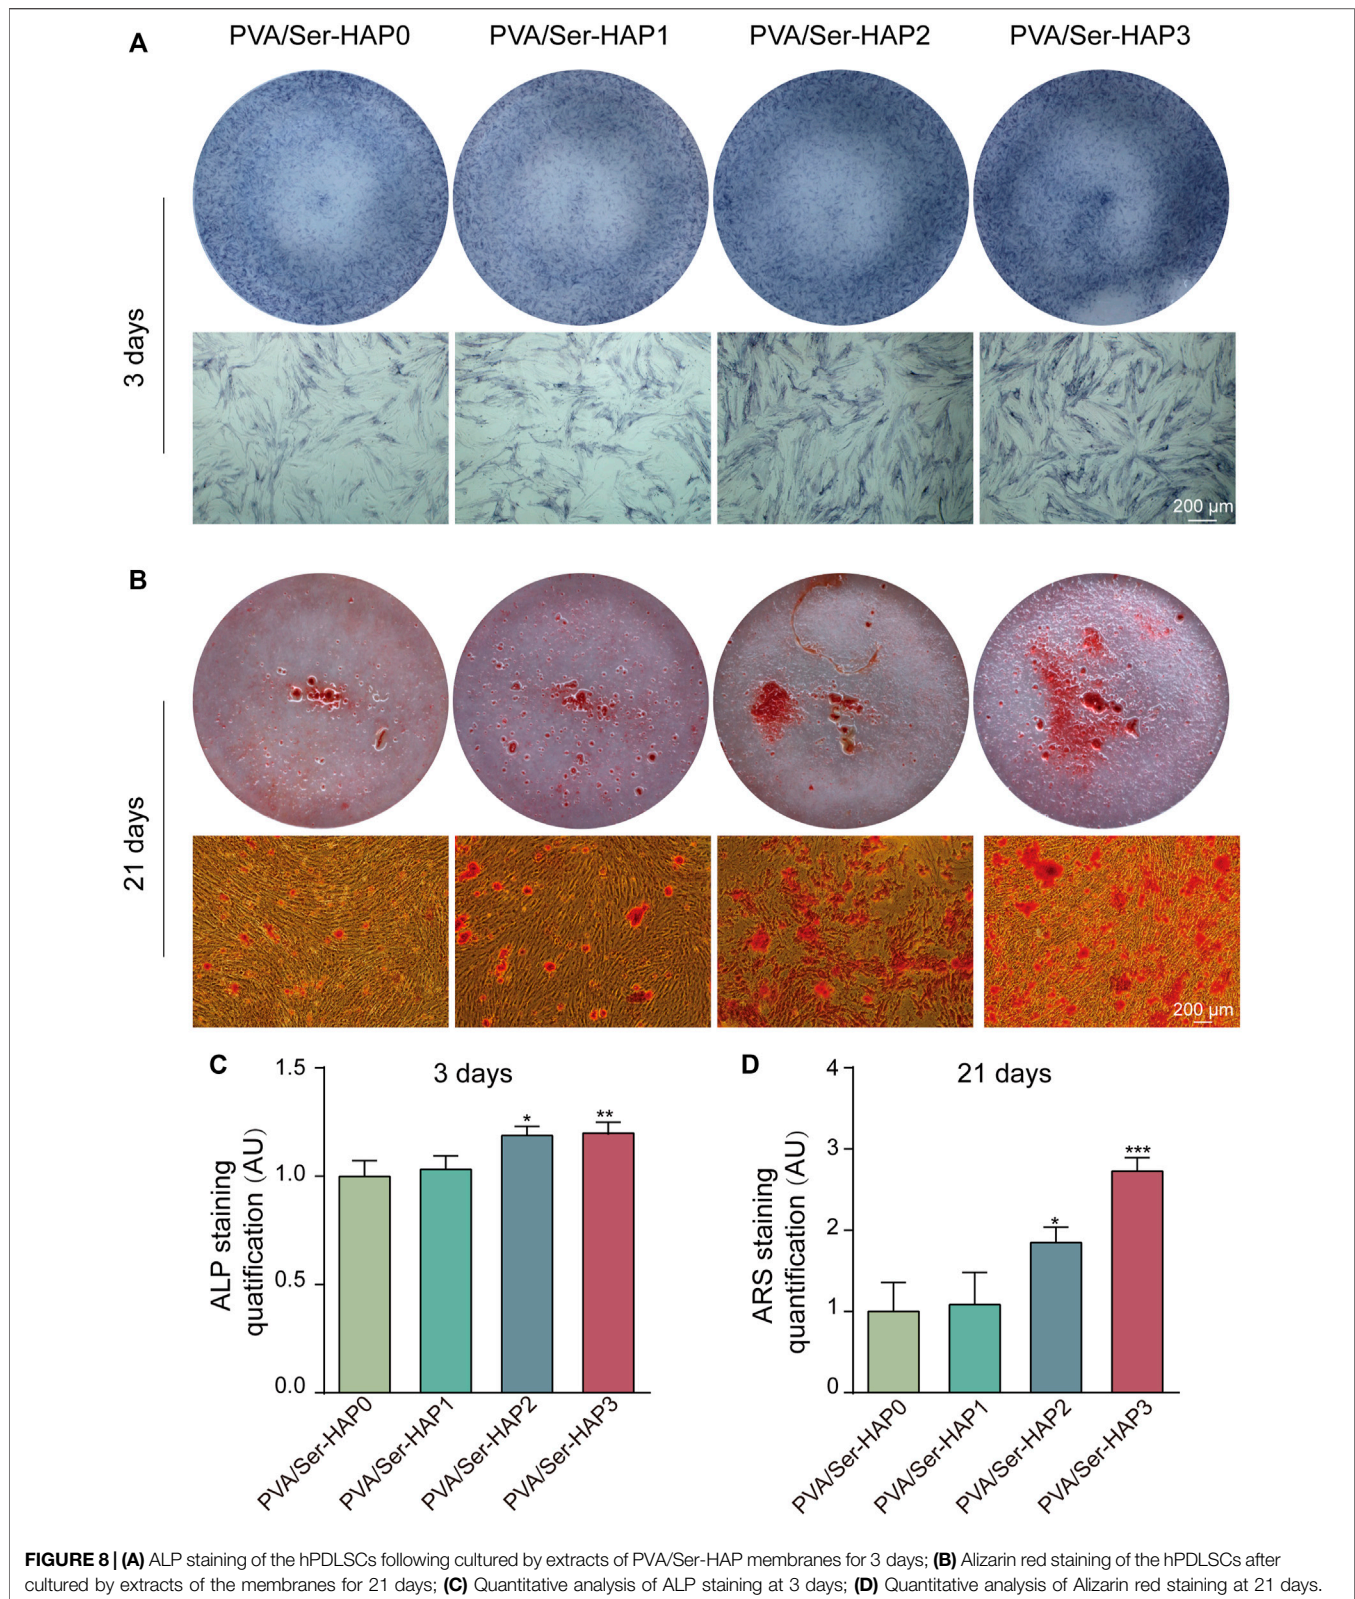 A
PVA/Ser-HAP0 PVA/Ser-HAP1 PVA/Ser-HAP2 PVA/Ser-HAP3
3 days
200 µm
B
21 days
200 µm
C
3 days
ALP staining
quatification (AU)
1.5
1.0
0.5
0.0
* **
PVA/Ser-HAP0
PVA/Ser-HAP1
PVA/Ser-HAP2
PVA/Ser-HAP3
D
21 days
ARS staining
quantification (AU)
4
3
2
1
0
* ***
PVA/Ser-HAP0
PVA/Ser-HAP1
PVA/Ser-HAP2
PVA/Ser-HAP3
FIGURE 8 | (A) ALP staining of the hPDLSCs following cultured by extracts of PVA/Ser-HAP membranes for 3 days; (B) Alizarin red staining of the hPDLSCs after
cultured by extracts of the membranes for 21 days; (C) Quantitative analysis of ALP staining at 3 days; (D) Quantitative analysis of Alizarin red staining at 21 days.